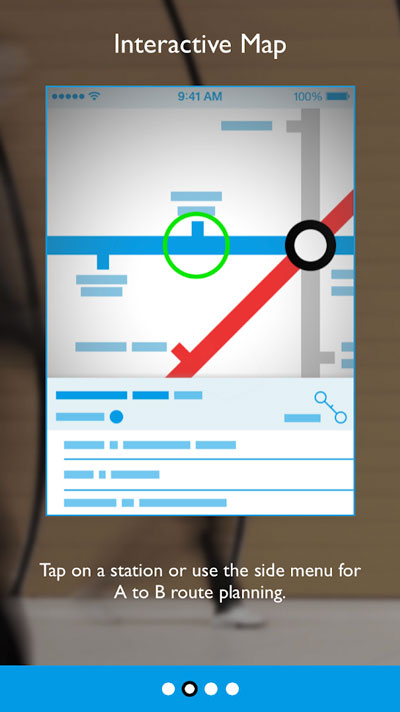 Interactive Map
9:41 AM
100%
Tap on a station or use the side menu for
A to B route planning.